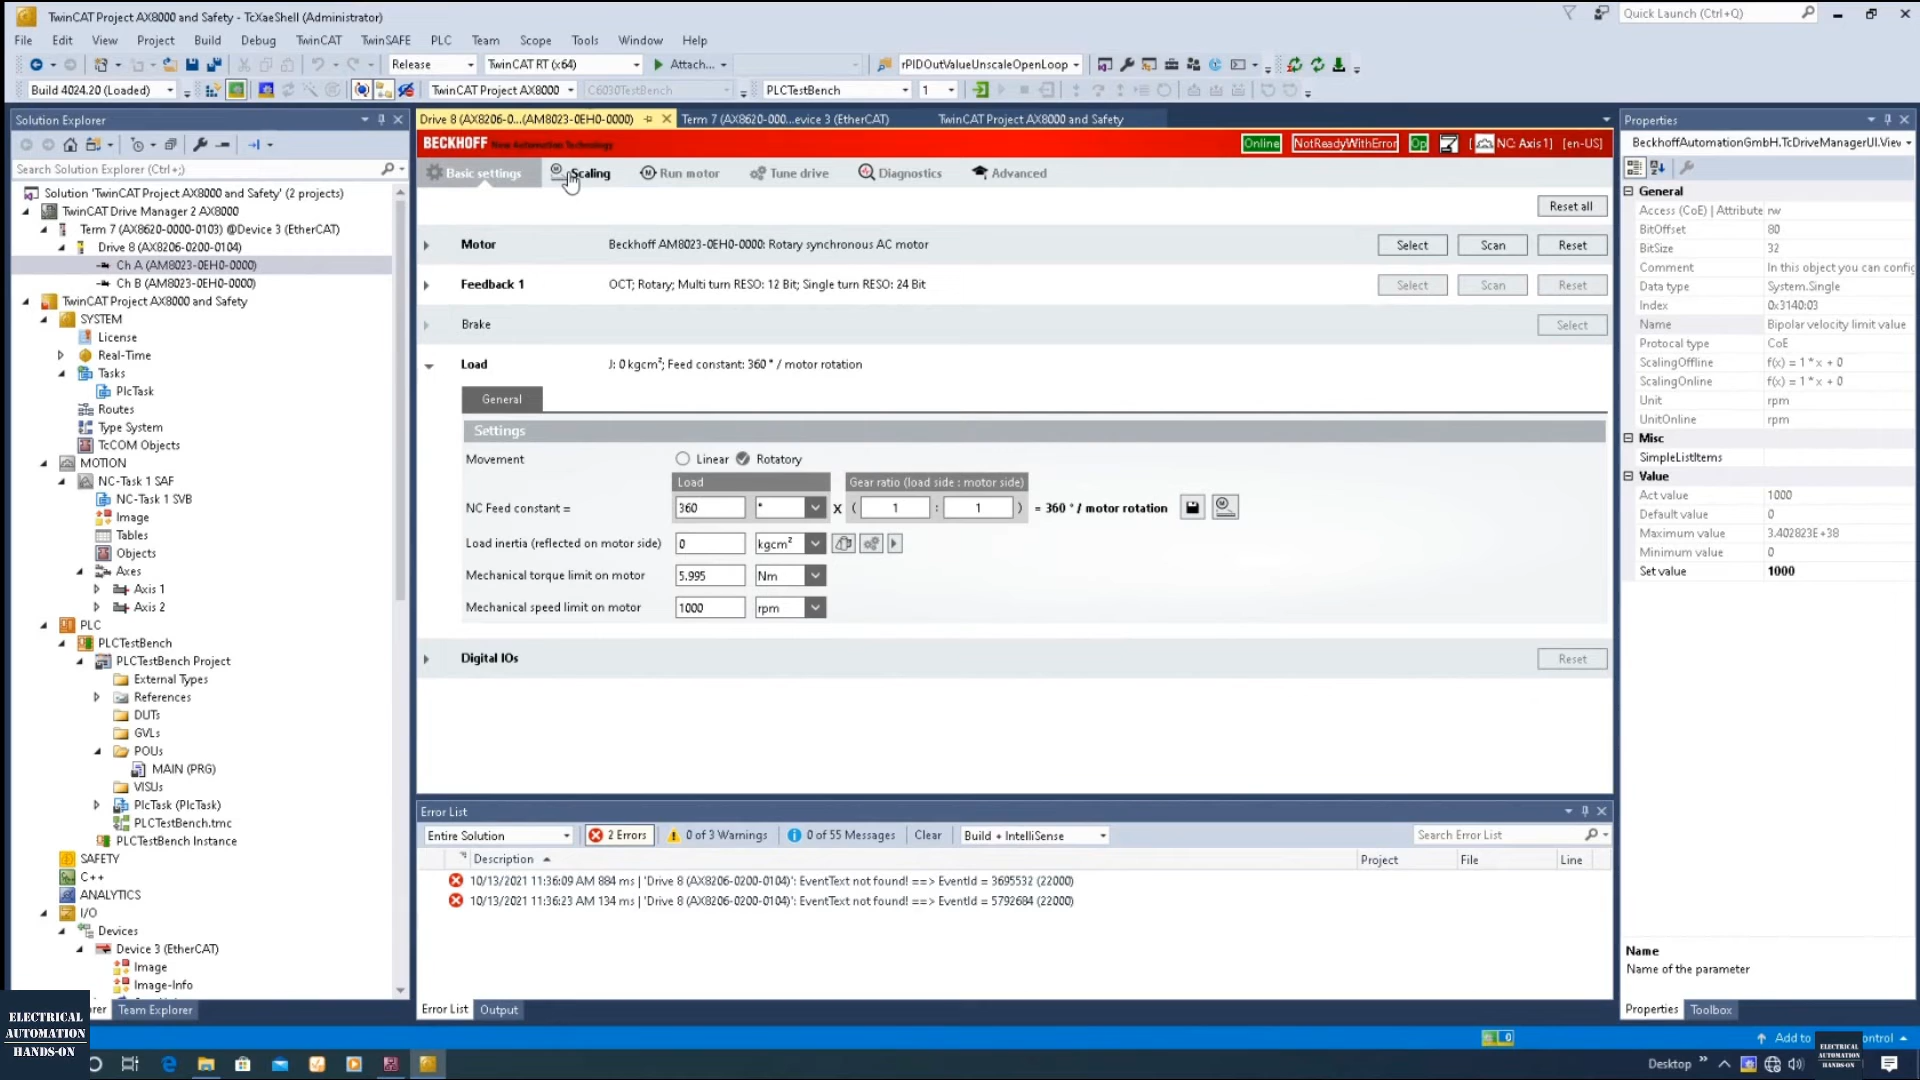 TwinCAT Project AX8000 and Safety - TcXaeShell (Administrator)
Quick Launch (Ctrl+Q)
File Edit View Project Build Debug TwinCAT TwinSAFE PLC Team Scope Tools Window Help
Release TwinCAT RT (x64) Attach... rPIDOutValueUnscaleOpenLoop
Build 4024.20 (Loaded) TwinCAT Project AX8000 C6030TestBench PLCTestBench 1
Solution Explorer
Search Solution Explorer (Ctrl+;)
Solution 'TwinCAT Project AX8000 and Safety' (2 projects)
TwinCAT Drive Manager 2 AX8000
Term 7 (AX8620-0000-0103) @Device 3 (EtherCAT)
Drive 8 (AX8206-0200-0104)
Ch A (AM8023-0EH0-0000)
Ch B (AM8023-0EH0-0000)
TwinCAT Project AX8000 and Safety
SYSTEM
License
Real-Time
Tasks
PlcTask
Routes
Type System
TcCOM Objects
MOTION
NC-Task 1 SAF
NC-Task 1 SVB
Image
Tables
Objects
Axes
Axis 1
Axis 2
PLC
PLCTestBench
PLCTestBench Project
External Types
References
DUTs
GVLs
POUs
MAIN (PRG)
VISUs
PlcTask (PlcTask)
PLCTestBench.tmc
PLCTestBench Instance
SAFETY
C++
ANALYTICS
I/O
Devices
Device 3 (EtherCAT)
Image
Image-Info
Team Explorer
Drive 8 (AX8206-0...(AM8023-0EH0-0000) Term 7 (AX8620-000...evice 3 (EtherCAT) TwinCAT Project AX8000 and Safety
BECKHOFF New Automation Technology Online NotReadyWithError Op [ NC: Axis 1] [en-US]
Basic settings Scaling Run motor Tune drive Diagnostics Advanced
Reset all
Motor Beckhoff AM8023-0EH0-0000: Rotary synchronous AC motor Select Scan Reset
Feedback 1 OCT; Rotary; Multi turn RESO: 12 Bit; Single turn RESO: 24 Bit Select Scan Reset
Brake Select
Load J: 0 kgcm²; Feed constant: 360 ° / motor rotation
General
Settings
Movement Linear Rotatory
Load Gear ratio (load side : motor side)
NC Feed constant = 360 ° X ( 1 : 1 ) = 360 ° / motor rotation
Load inertia (reflected on motor side) 0 kgcm²
Mechanical torque limit on motor 5.995 Nm
Mechanical speed limit on motor 1000 rpm
Digital IOs Reset
Error List
Entire Solution 2 Errors 0 of 3 Warnings 0 of 55 Messages Clear Build + IntelliSense Search Error List
Description Project File Line
10/13/2021 11:36:09 AM 884 ms | 'Drive 8 (AX8206-0200-0104)': EventText not found! ==> EventId = 3695532 (22000)
10/13/2021 11:36:23 AM 134 ms | 'Drive 8 (AX8206-0200-0104)': EventText not found! ==> EventId = 5792684 (22000)
Error List Output
Properties
BeckhoffAutomationGmbH.TcDriveManagerUI.View
General
Access (CoE) | Attribute rw
BitOffset 80
BitSize 32
Comment In this object you can config
Data type System.Single
Index 0x3140:03
Name Bipolar velocity limit value
Protocal type CoE
ScalingOffline f(x) = 1 * x + 0
ScalingOnline f(x) = 1 * x + 0
Unit rpm
UnitOnline rpm
Misc
SimpleListItems
Value
Act value 1000
Default value 0
Maximum value 3.402823E+38
Minimum value 0
Set value 1000
Name
Name of the parameter
Properties Toolbox
Add to
Desktop
ELECTRICAL
AUTOMATION
HANDS-ON
ELECTRICAL
AUTOMATION
HANDS-ON